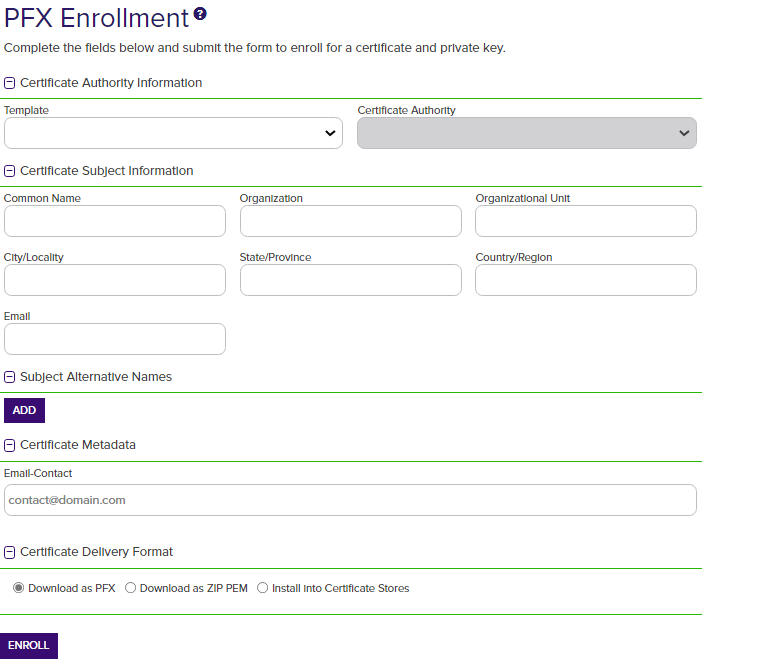 PFX Enrollment ?
Complete the fields below and submit the form to enroll for a certificate and private key.
Certificate Authority Information
Template Certificate Authority
Certificate Subject Information
Common Name Organization Organizational Unit
City/Locality State/Province Country/Region
Email
Subject Alternative Names
ADD
Certificate Metadata
Email-Contact
contact@domain.com
Certificate Delivery Format
Download as PFX Download as ZIP PEM Install into Certificate Stores
ENROLL